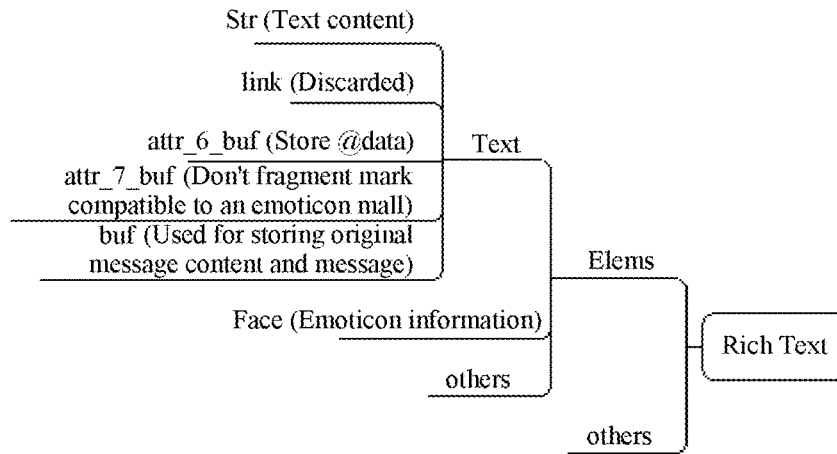 Str (Text content)
link (Discarded)
attr_6_buf (Store @data)
Text
attr_7_buf (Don't fragment mark
compatible to an emoticon mall)
buf (Used for storing original
message content and message)
Elems
Face (Emoticon information)
Rich Text
others
others